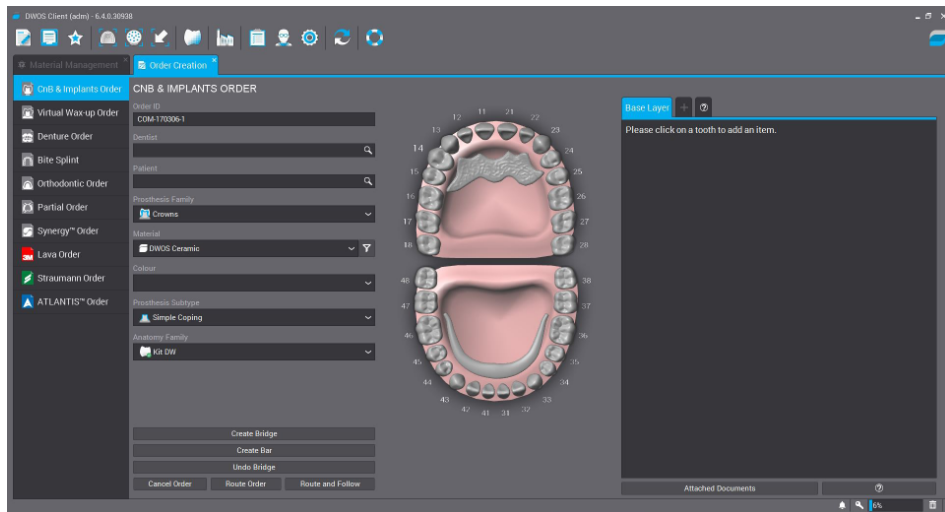 DWOS Client (adm) - 6.4.0.30938
Material Management
Order Creation
CnB & Implants Order
Virtual Wax-up Order
Denture Order
Bite Splint
Orthodontic Order
Partial Order
Synergy™ Order
Lava Order
Straumann Order
ATLANTIS™ Order
CNB & IMPLANTS ORDER
Order ID
COM-170306-1
Dentist
Patient
Prosthesis Family
Crowns
Material
DWOS Ceramic
Colour
Prosthesis Subtype
Simple Coping
Anatomy Family
Kit DW
Create Bridge
Create Bar
Undo Bridge
Cancel Order Route Order Route and Follow
11 21
12 22
13 23
14 24
15 25
16 26
17 27
18 28
48 38
47 37
46 36
45 35
44 34
43 33
42 41 31 32
Base Layer + ?
Please click on a tooth to add an item.
Attached Documents ?
6%